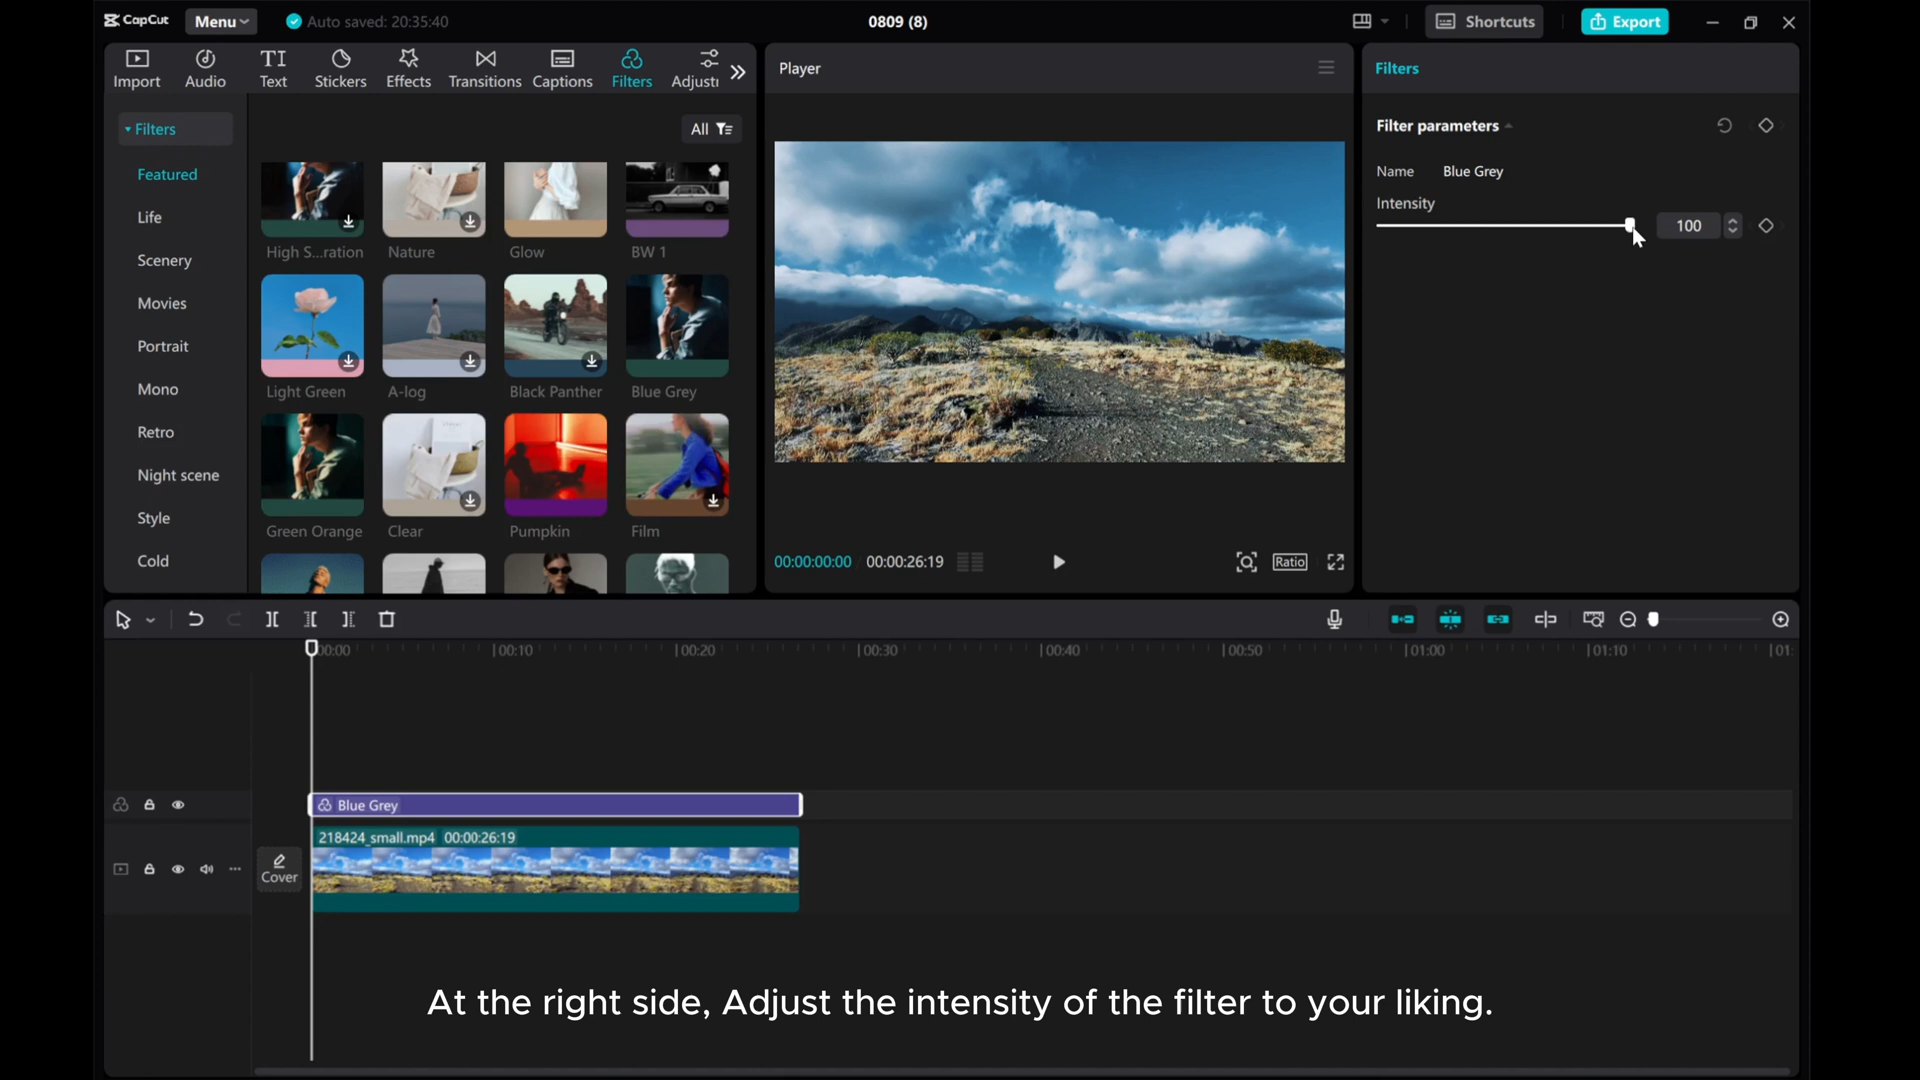 CapCut
Menu
Auto saved: 20:35:40
0809 (8)
Shortcuts
Export
Import
Audio
Text
Stickers
Effects
Transitions
Captions
Filters
Adjustı
Player
Filters
Filters
Featured
Life
Scenery
Movies
Portrait
Mono
Retro
Night scene
Style
Cold
All
High S...ration
Nature
Glow
BW 1
Light Green
A-log
Black Panther
Blue Grey
Green Orange
Clear
Pumpkin
Film
00:00:00:00
00:00:26:19
Ratio
Filter parameters
Name Blue Grey
Intensity
100
00:00
00:10
00:20
00:30
00:40
00:50
01:00
01:10
01:
Blue Grey
218424_small.mp4 00:00:26:19
Cover
At the right side, Adjust the intensity of the filter to your liking.